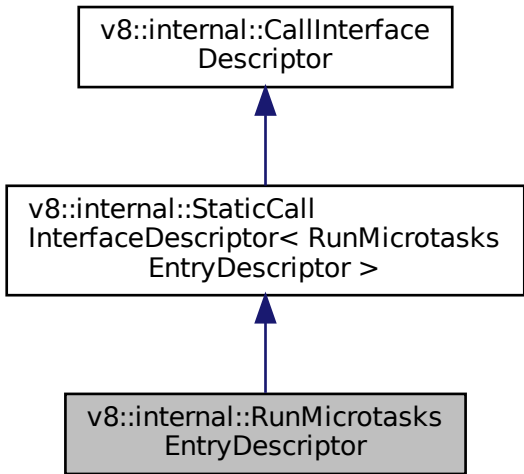 v8::internal::CallInterface
Descriptor
v8::internal::StaticCall
InterfaceDescriptor< RunMicrotasks
EntryDescriptor >
v8::internal::RunMicrotasks
EntryDescriptor